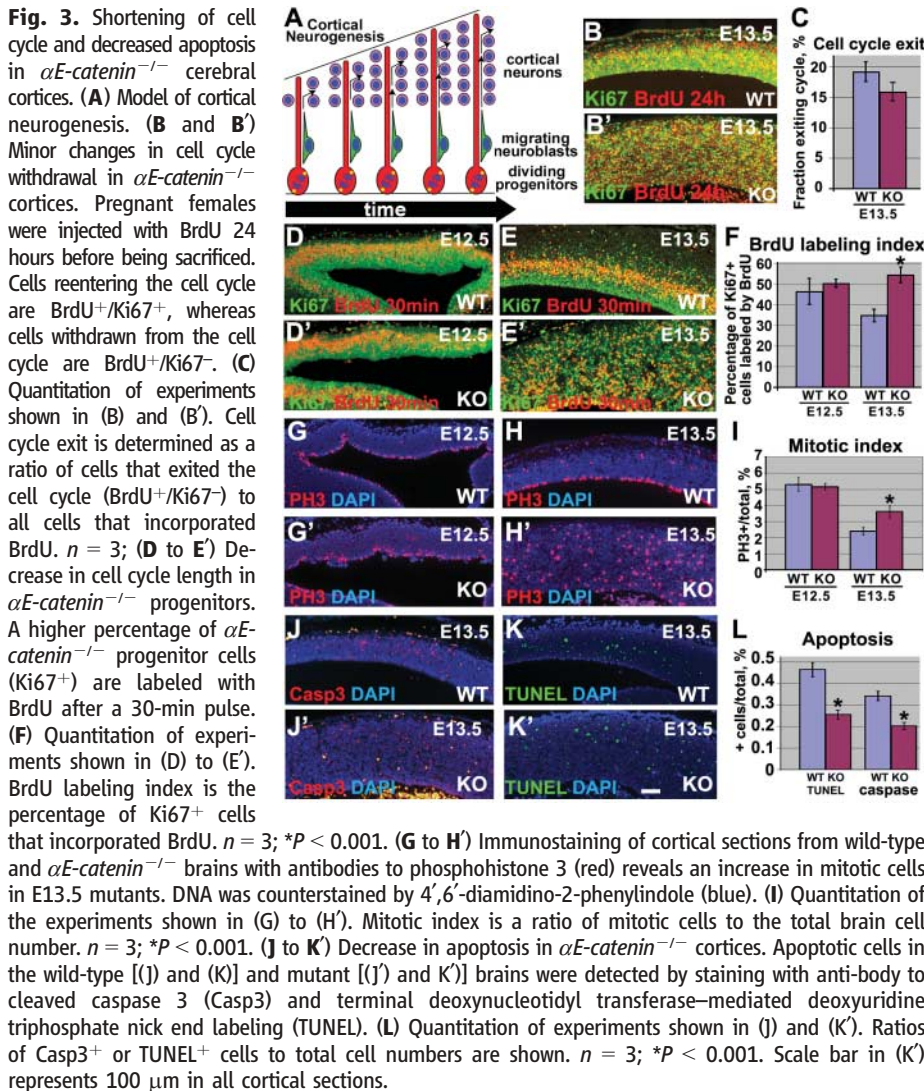 Fig. 3. Shortening of cell
cycle and decreased apoptosis
in αE-catenin−/− cerebral
cortices. (A) Model of cortical
neurogenesis. (B and B′)
Minor changes in cell cycle
withdrawal in αE-catenin−/−
cortices. Pregnant females
were injected with BrdU 24
hours before being sacrificed.
Cells reentering the cell cycle
are BrdU+/Ki67+, whereas
cells withdrawn from the cell
cycle are BrdU+/Ki67−. (C)
Quantitation of experiments
shown in (B) and (B′). Cell
cycle exit is determined as a
ratio of cells that exited the
cell cycle (BrdU+/Ki67−) to
all cells that incorporated
BrdU. n = 3; (D to E′) De-
crease in cell cycle length in
αE-catenin−/− progenitors.
A higher percentage of αE-
catenin−/− progenitor cells
(Ki67+) are labeled with
BrdU after a 30-min pulse.
(F) Quantitation of experi-
ments shown in (D) to (E′).
BrdU labeling index is the
percentage of Ki67+ cells
that incorporated BrdU. n = 3; *P < 0.001. (G to H′) Immunostaining of cortical sections from wild-type
and αE-catenin−/− brains with antibodies to phosphohistone 3 (red) reveals an increase in mitotic cells
in E13.5 mutants. DNA was counterstained by 4′,6′-diamidino-2-phenylindole (blue). (I) Quantitation of
the experiments shown in (G) to (H′). Mitotic index is a ratio of mitotic cells to the total brain cell
number. n = 3; *P < 0.001. (J to K′) Decrease in apoptosis in αE-catenin−/− cortices. Apoptotic cells in
the wild-type [(J) and (K)] and mutant [(J′) and K′)] brains were detected by staining with anti-body to
cleaved caspase 3 (Casp3) and terminal deoxynucleotidyl transferase–mediated deoxyuridine
triphosphate nick end labeling (TUNEL). (L) Quantitation of experiments shown in (J) and (K′). Ratios
of Casp3+ or TUNEL+ cells to total cell numbers are shown. n = 3; *P < 0.001. Scale bar in (K′)
represents 100 μm in all cortical sections.
A
Cortical
Neurogenesis
cortical
neurons
migrating
neuroblasts
dividing
progenitors
time
B
E13.5
Ki67 BrdU 24h WT
B'
E13.5
Ki67 BrdU 24h KO
C
Cell cycle exit
Fraction exiting cycle, %
20
15
10
5
0
WT KO
E13.5
D
E12.5
Ki67 BrdU 30min WT
E
E13.5
Ki67 BrdU 30min WT
D'
E12.5
Ki67 BrdU 30min KO
E'
E13.5
Ki67 BrdU 30min KO
F
BrdU labeling index
Percentage of Ki67+
cells labeled by BrdU
60
50
40
30
20
10
0
*
WT KO WT KO
E12.5 E13.5
G
E12.5
PH3 DAPI WT
H
E13.5
PH3 DAPI WT
G'
E12.5
PH3 DAPI KO
H'
E13.5
PH3 DAPI KO
I
Mitotic index
PH3+/total, %
7
6
5
4
3
2
1
0
*
WT KO WT KO
E12.5 E13.5
J
E13.5
Casp3 DAPI WT
K
E13.5
TUNEL DAPI WT
J'
E13.5
Casp3 DAPI KO
K'
E13.5
TUNEL DAPI KO
L
Apoptosis
+ cells/total, %
0.5
0.4
0.3
0.2
0.1
0
* *
WT KO WT KO
TUNEL caspase